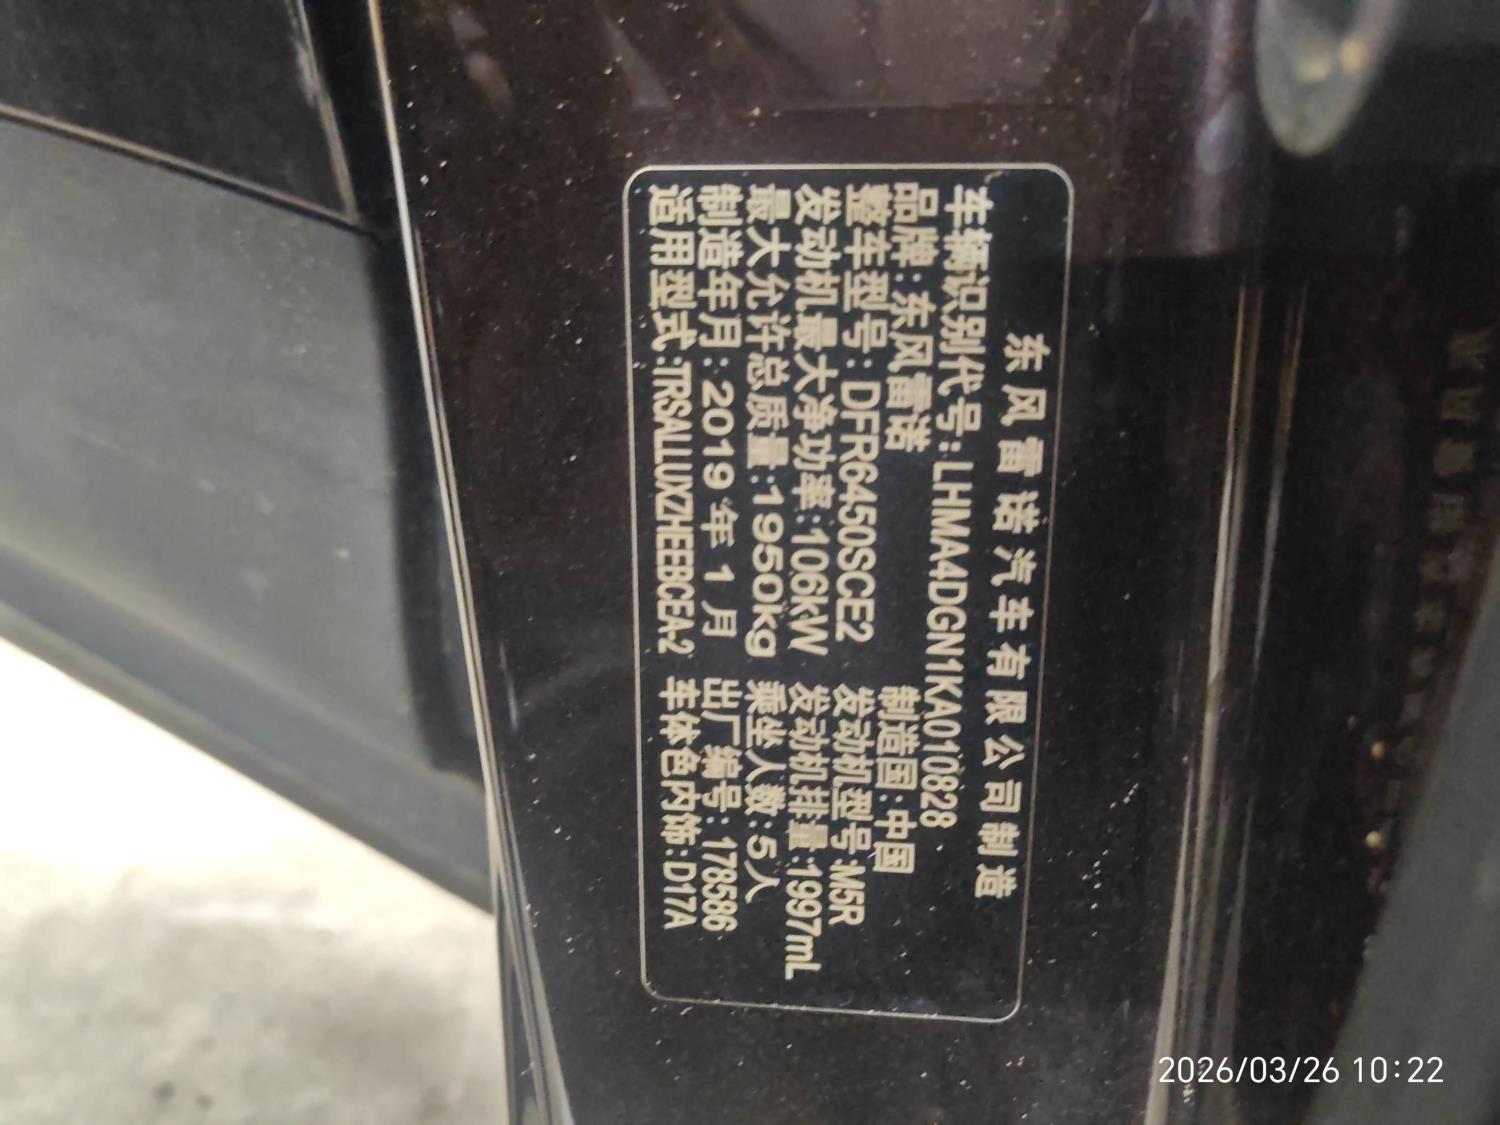 东风雷诺汽车有限公司制造
车辆识别代号:LHMA4DGN1KA010828
品牌:东风雷诺 制造国:中国
整车型号:DFR6450SCE2 发动机型号:M5R
发动机最大净功率:106kW 发动机排量:1997mL
最大允许总质量:1950kg 乘坐人数:5人
制造年月:2019年1月 出厂编号:178586
适用型式:TRSALLUXZHEEBCEA-2 车体色内饰:D17A
2026/03/26 10:22